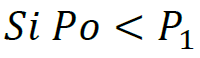 Si Po < P₁